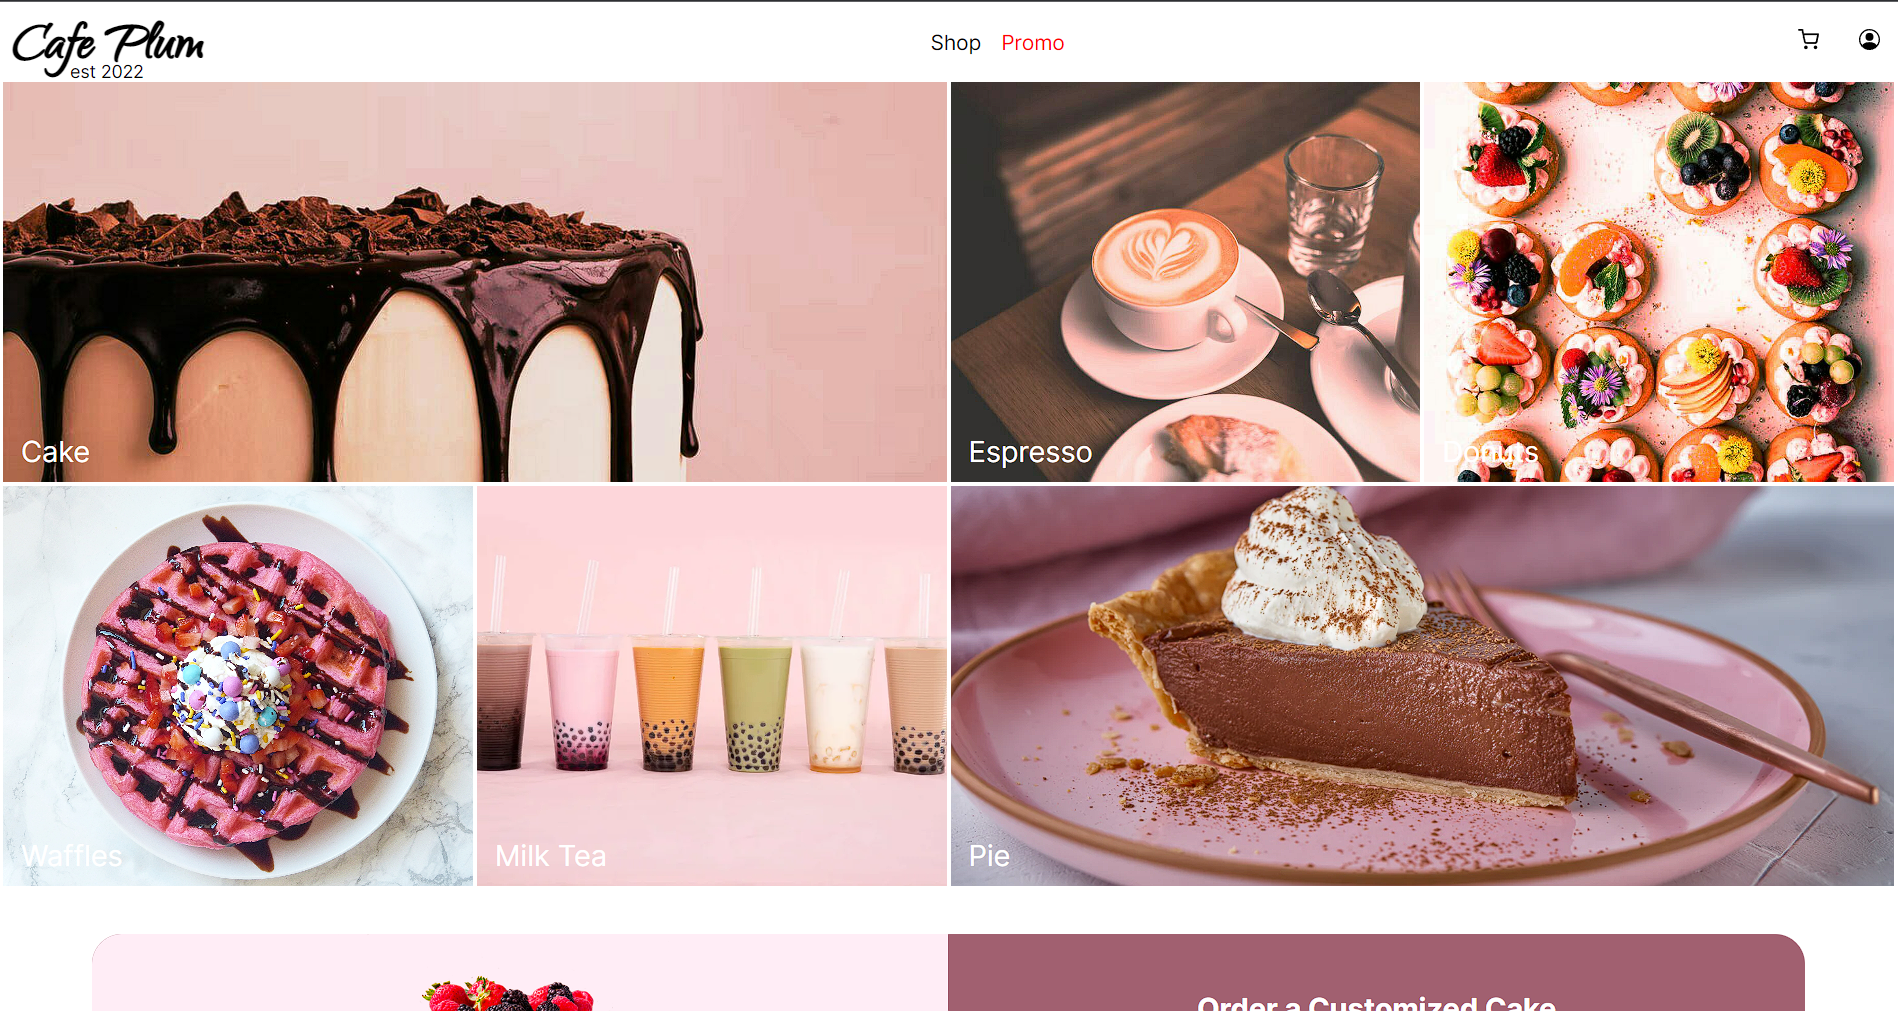 Cafe Plum
est 2022
Shop Promo
Cake
Espresso
Donuts
Waffles
Milk Tea
Pie
Order a Customized Cake